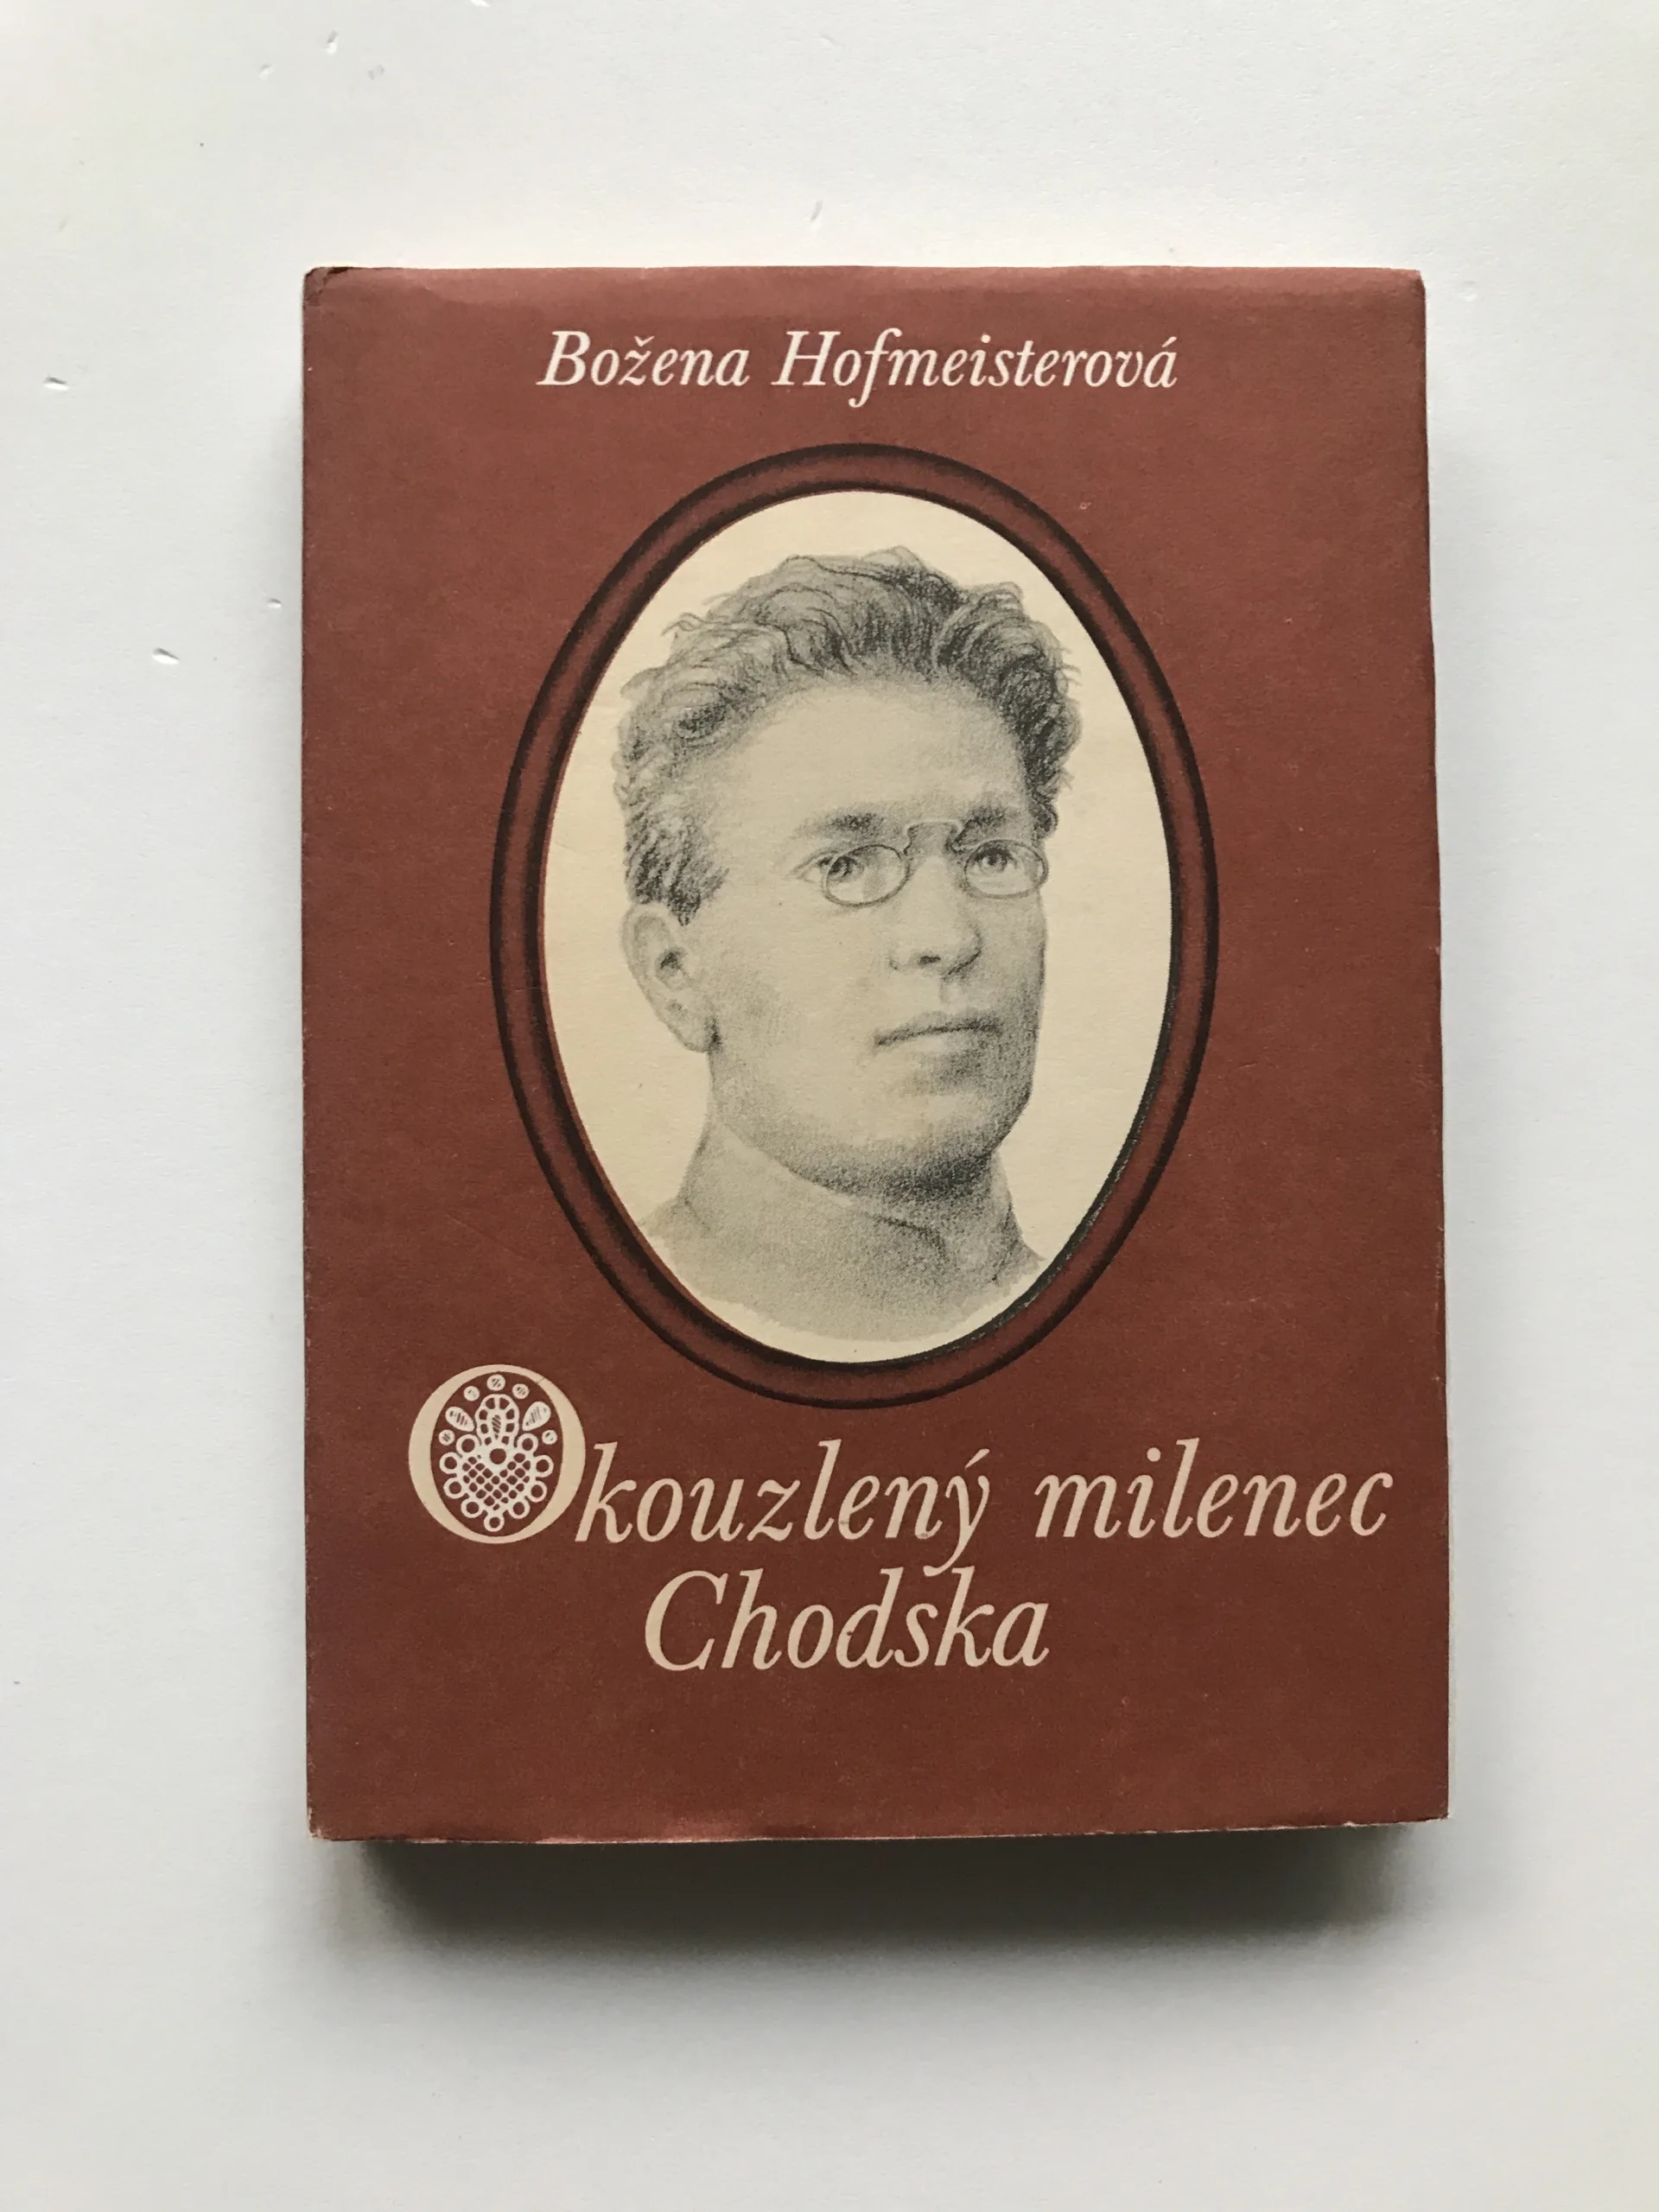 Božena Hofmeisterová
Okouzlený milenec
Chodska